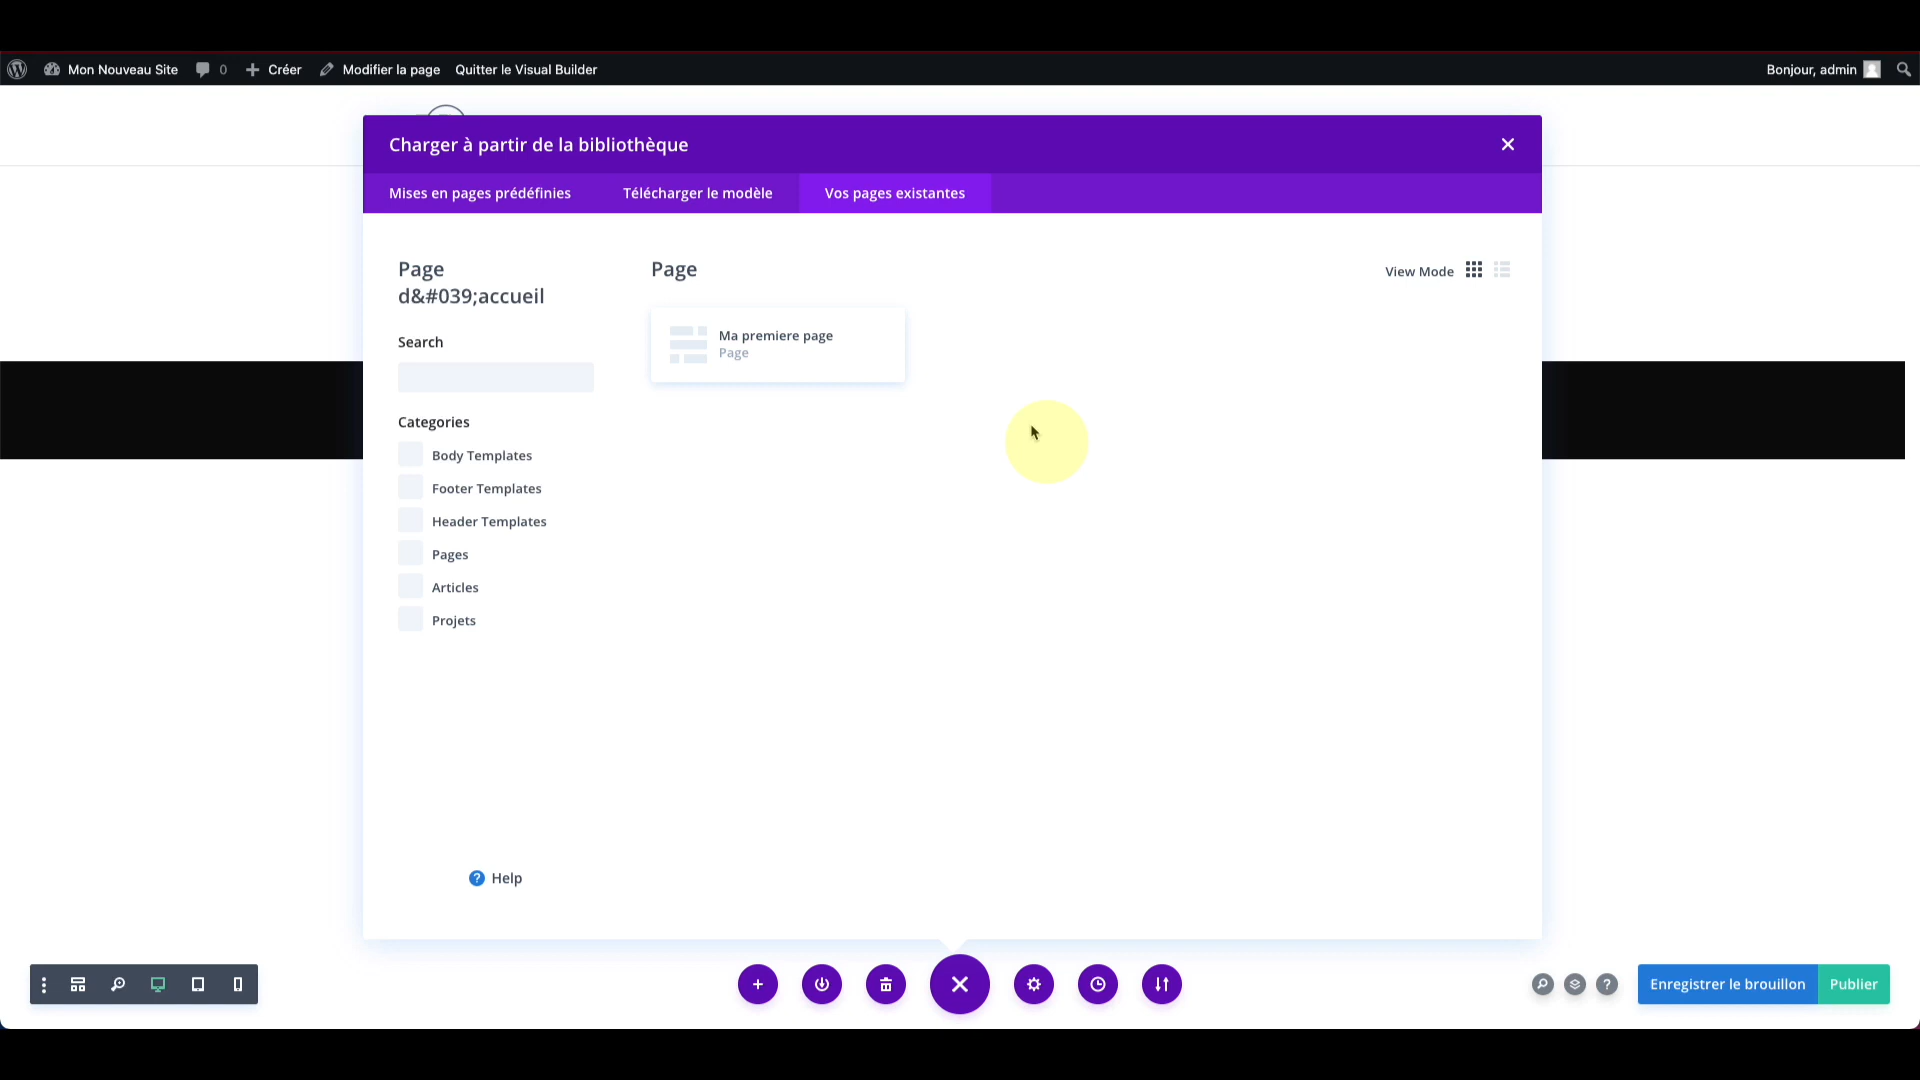 Mon Nouveau Site 0 Créer Modifier la page Quitter le Visual Builder Bonjour, admin
Charger à partir de la bibliothèque
Mises en pages prédéfinies Télécharger le modèle Vos pages existantes
Page
d&#039;accueil
Search
Categories
Body Templates
Footer Templates
Header Templates
Pages
Articles
Projets
Help
Page
View Mode
Ma premiere page
Page
Enregistrer le brouillon Publier